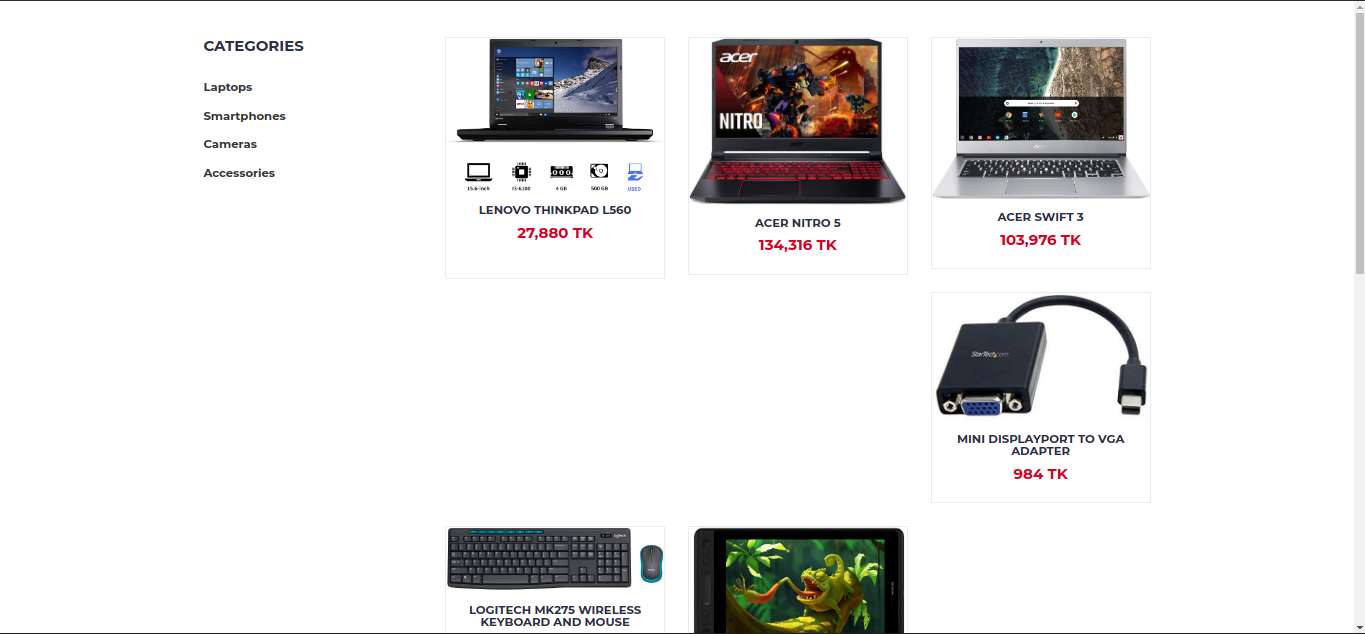 CATEGORIES
Laptops
Smartphones
Cameras
Accessories
15.6-inch
i3-6100
4 GB
500 GB
USED
LENOVO THINKPAD L560
27,880 TK
acer
NITRO
ACER NITRO 5
134,316 TK
ACER SWIFT 3
103,976 TK
StarTech.com
MINI DISPLAYPORT TO VGA
ADAPTER
984 TK
logitech
LOGITECH MK275 WIRELESS
KEYBOARD AND MOUSE